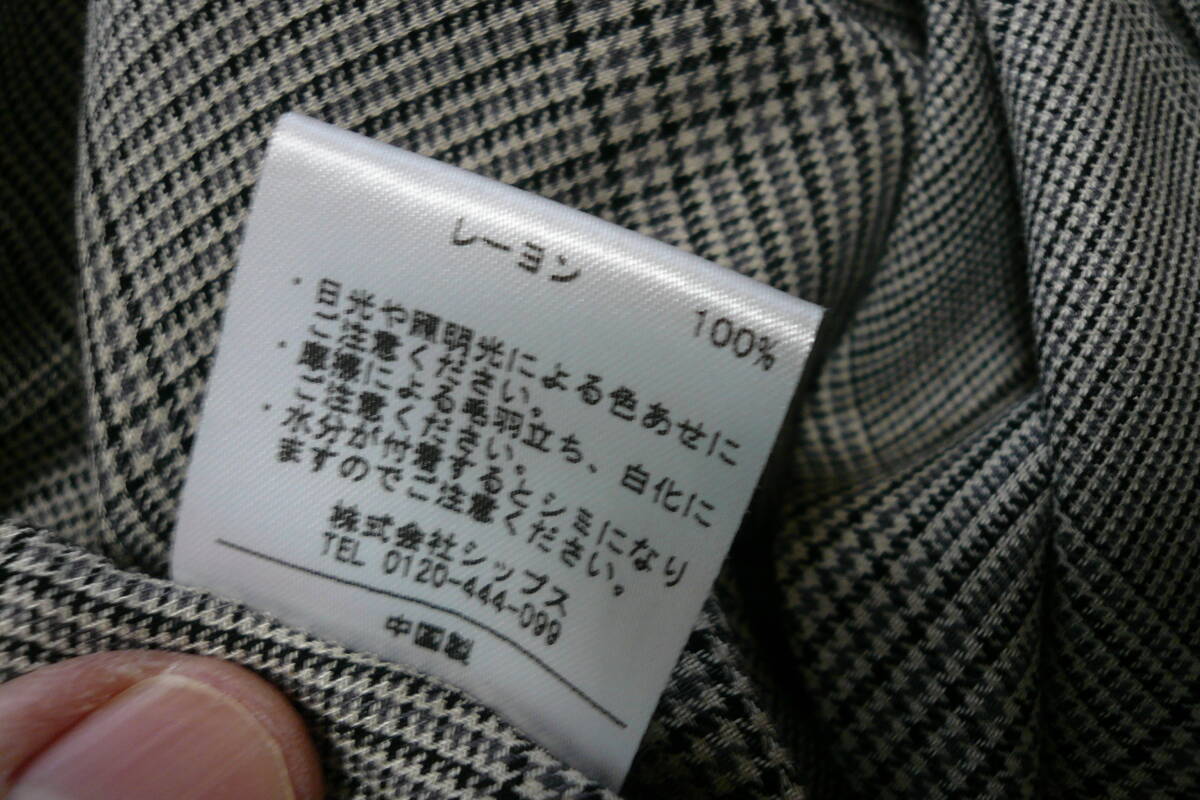 レーヨン 100%
・日光や照明光による色あせに
ご注意ください。
・摩擦による毛羽立ち、白化に
ご注意ください。
・水分が付着するとシミになり
ますのでご注意ください。
株式会社シップス
TEL 0120-444-099
中国製